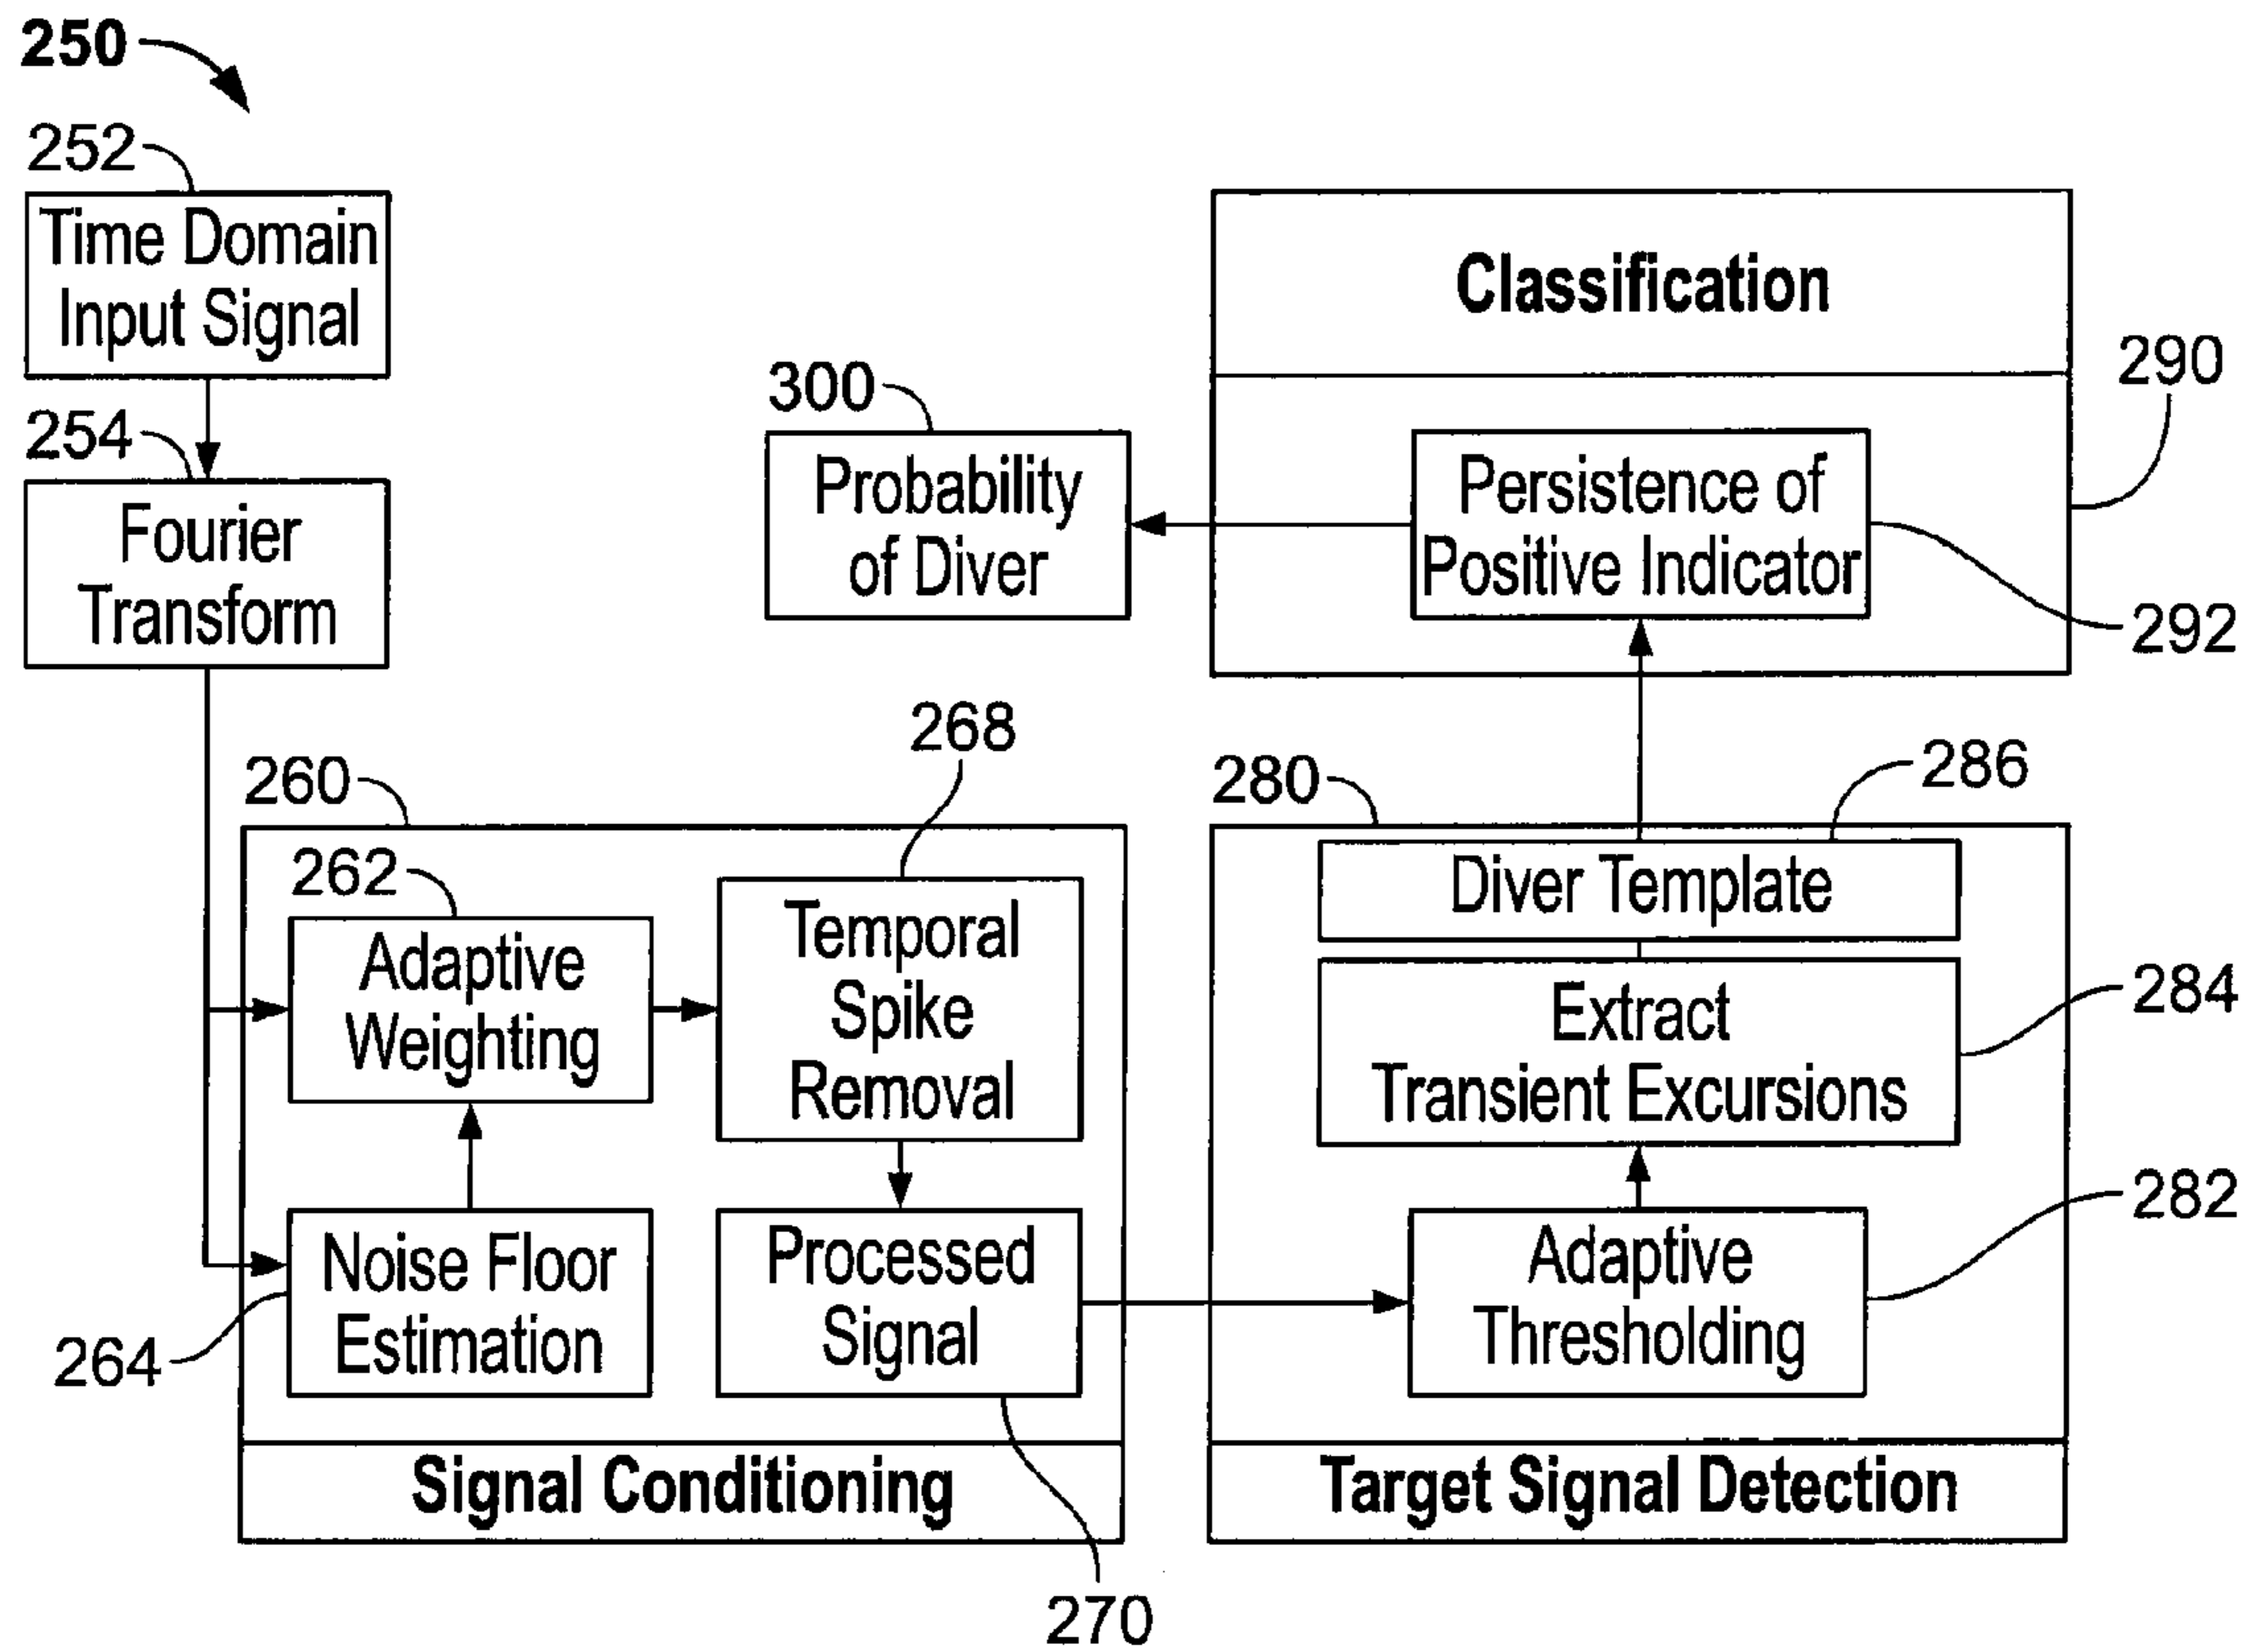 250
252
Time Domain
Input Signal
254
Fourier
Transform
Classification
290
300
Probability
of Diver
Persistence of
Positive Indicator
292
260
268
262
Adaptive
Weighting
Temporal
Spike
Removal
264
Noise Floor
Estimation
Processed
Signal
270
Signal Conditioning
280
286
Diver Template
284
Extract
Transient Excursions
282
Adaptive
Thresholding
Target Signal Detection